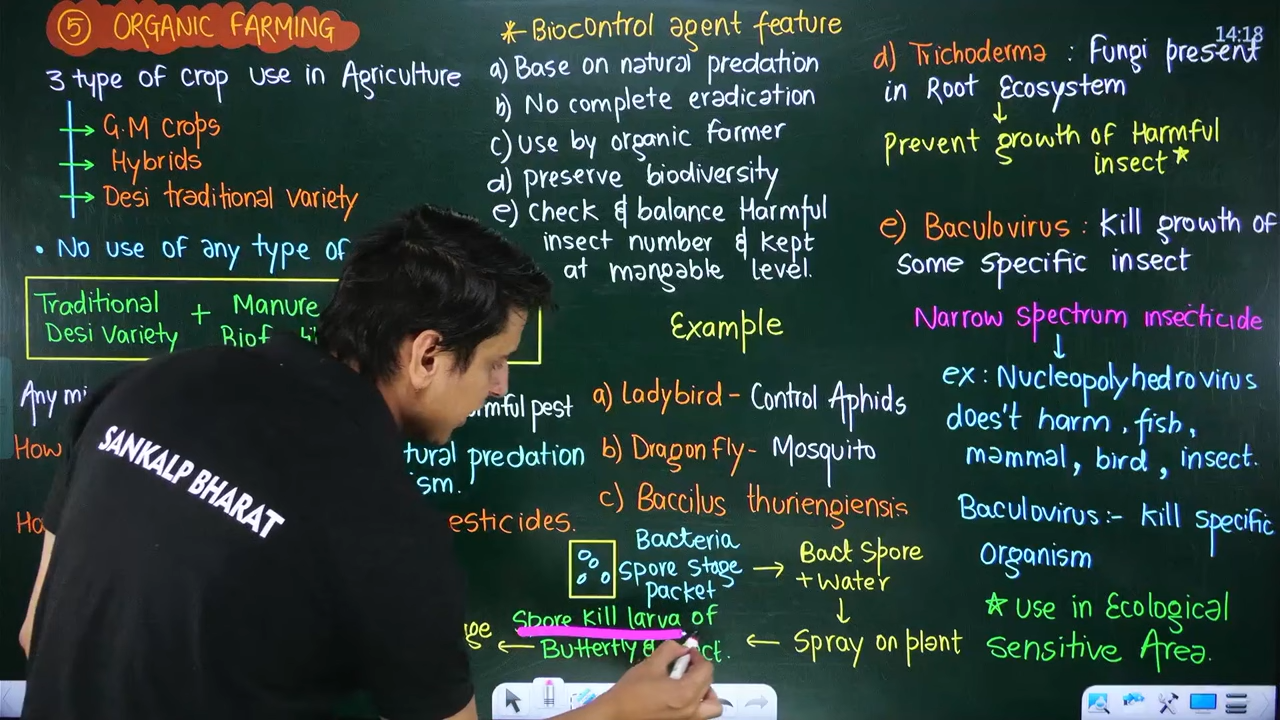 5 ORGANIC FARMING
3 type of crop use in Agriculture
→ G.M Crops
→ Hybrids
→ Desi traditional variety
• No use of any type of
Traditional + Manure
Desi Variety
Any
rmful pest
How
tural predation
ism.
esticides.
* Biocontrol agent feature
a) Base on natural predation
b) No complete eradication
c) Use by organic farmer
d) preserve biodiversity
e) Check & balance Harmful
insect number & kept
at mangable level.
Example
a) Ladybird - Control Aphids
b) Dragon fly - Mosquito
c) Baccilus thuriengiensis
Bacteria
spore stage
packet
→ Bact Spore
+ water
↓
Spray on plant
←
Spore kill larva of
Butterfly
←
14:18
d) Trichoderma : Fungi present
in Root Ecosystem
↓
prevent growth of Harmful
insect *
e) Baculovirus : kill growth of
some specific insect
Narrow spectrum insecticide
↓
ex : Nucleopolyhedrovirus
does't harm, fish,
mammal, bird, insect.
Baculovirus :- kill specific
Organism
* use in Ecological
sensitive Area.
SANKALP BHARAT